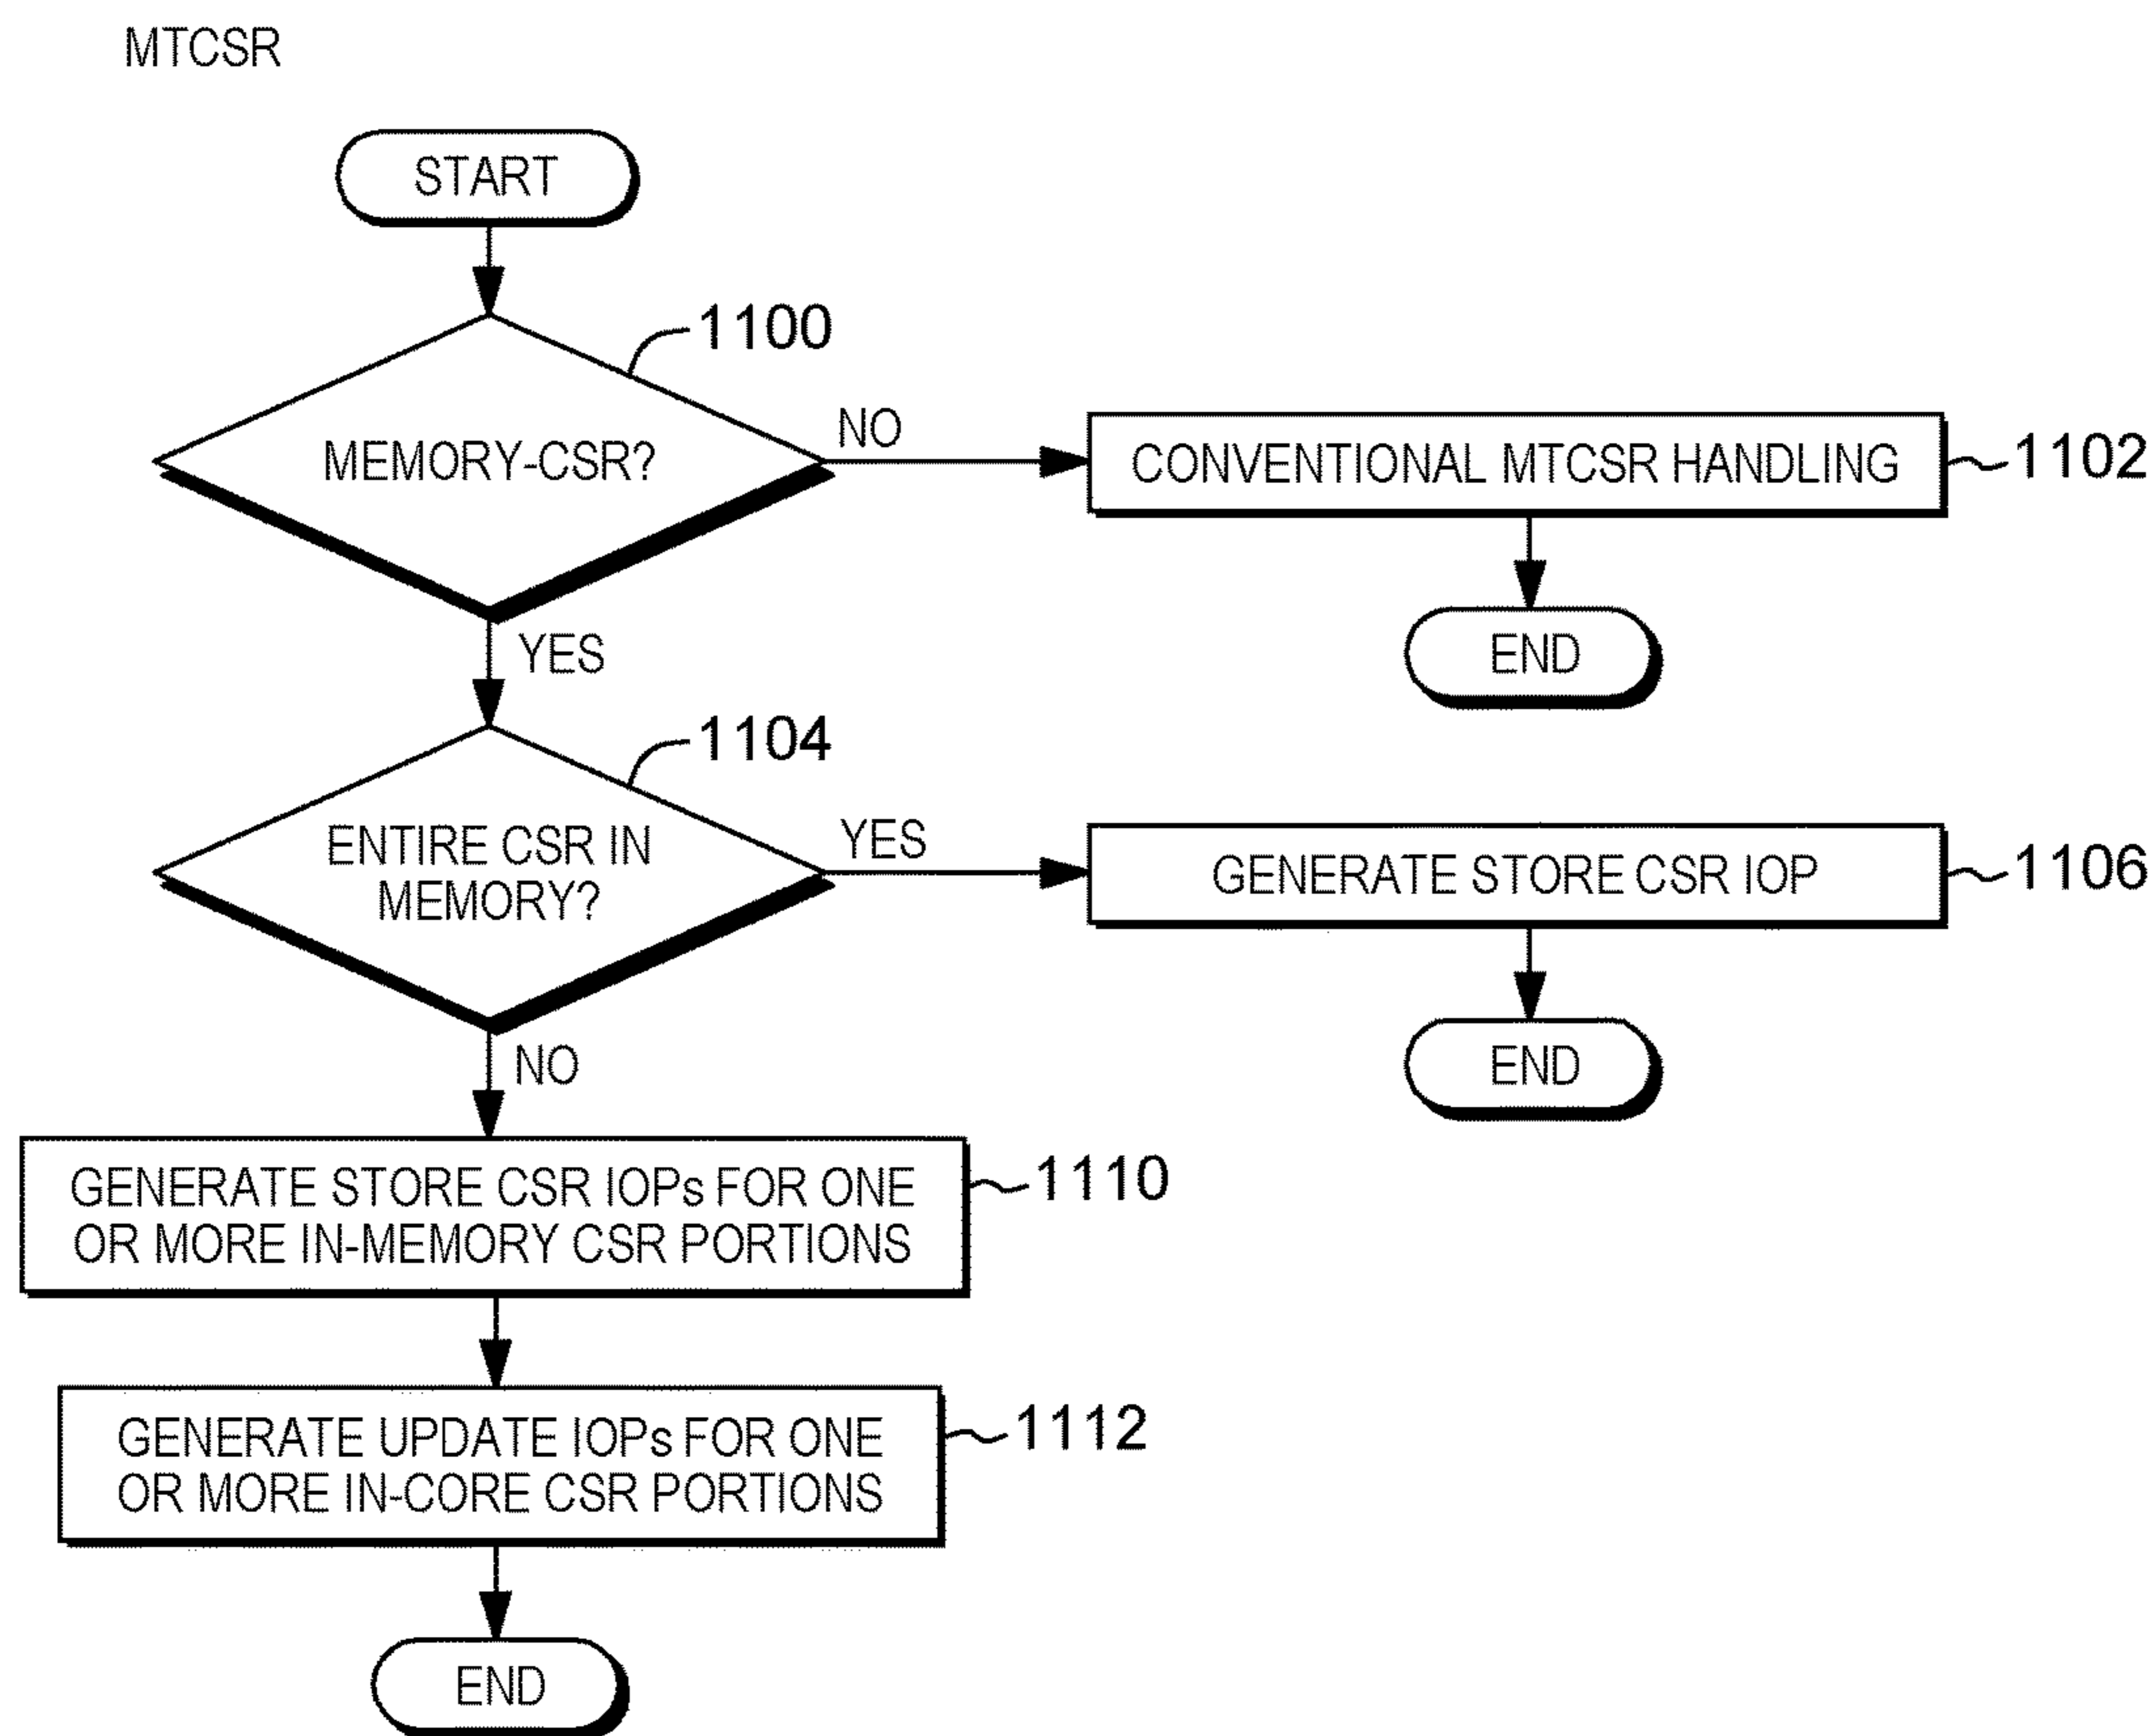 MTCSR
START
1100
MEMORY-CSR?
NO
CONVENTIONAL MTCSR HANDLING
1102
END
YES
1104
ENTIRE CSR IN
MEMORY?
YES
GENERATE STORE CSR IOP
1106
END
NO
GENERATE STORE CSR IOPs FOR ONE
OR MORE IN-MEMORY CSR PORTIONS
1110
GENERATE UPDATE IOPs FOR ONE
OR MORE IN-CORE CSR PORTIONS
1112
END